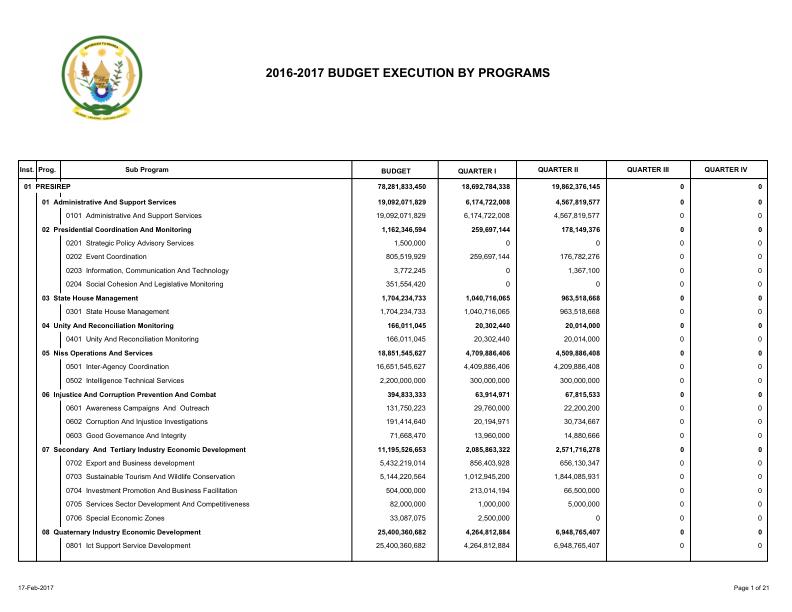 2016-2017 BUDGET EXECUTION BY PROGRAMS
Inst. Prog. Sub Program BUDGET QUARTER I QUARTER II QUARTER III QUARTER IV
01 PRESIREP 78,281,833,450 18,692,784,338 19,862,376,145 0 0
01 Administrative And Support Services 19,092,071,829 6,174,722,008 4,567,819,577 0 0
0101 Administrative And Support Services 19,092,071,829 6,174,722,008 4,567,819,577 0 0
02 Presidential Coordination And Monitoring 1,162,346,594 259,697,144 178,149,376 0 0
0201 Strategic Policy Advisory Services 1,500,000 0 0 0 0
0202 Event Coordination 805,519,929 259,697,144 176,782,276 0 0
0203 Information, Communication And Technology 3,772,245 0 1,367,100 0 0
0204 Social Cohesion And Legislative Monitoring 351,554,420 0 0 0 0
03 State House Management 1,704,234,733 1,040,716,065 963,518,668 0 0
0301 State House Management 1,704,234,733 1,040,716,065 963,518,668 0 0
04 Unity And Reconciliation Monitoring 166,011,045 20,302,440 20,014,000 0 0
0401 Unity And Reconciliation Monitoring 166,011,045 20,302,440 20,014,000 0 0
05 Niss Operations And Services 18,851,545,627 4,709,886,406 4,509,886,408 0 0
0501 Inter-Agency Coordination 16,651,545,627 4,409,886,406 4,209,886,408 0 0
0502 Intelligence Technical Services 2,200,000,000 300,000,000 300,000,000 0 0
06 Injustice And Corruption Prevention And Combat 394,833,333 63,914,971 67,815,533 0 0
0601 Awareness Campaigns And Outreach 131,750,223 29,760,000 22,200,200 0 0
0602 Corruption And Injustice Investigations 191,414,640 20,194,971 30,734,667 0 0
0603 Good Governance And Integrity 71,668,470 13,960,000 14,880,666 0 0
07 Secondary And Tertiary Industry Economic Development 11,195,526,653 2,085,863,322 2,571,716,278 0 0
0702 Export and Business development 5,432,219,014 856,403,928 656,130,347 0 0
0703 Sustainable Tourism And Wildlife Conservation 5,144,220,564 1,012,945,200 1,844,085,931 0 0
0704 Investment Promotion And Business Facilitation 504,000,000 213,014,194 66,500,000 0 0
0705 Services Sector Development And Competitiveness 82,000,000 1,000,000 5,000,000 0 0
0706 Special Economic Zones 33,087,075 2,500,000 0 0 0
08 Quaternary Industry Economic Development 25,400,360,682 4,264,812,884 6,948,765,407 0 0
0801 Ict Support Service Development 25,400,360,682 4,264,812,884 6,948,765,407 0 0
17-Feb-2017 Page 1 of 21